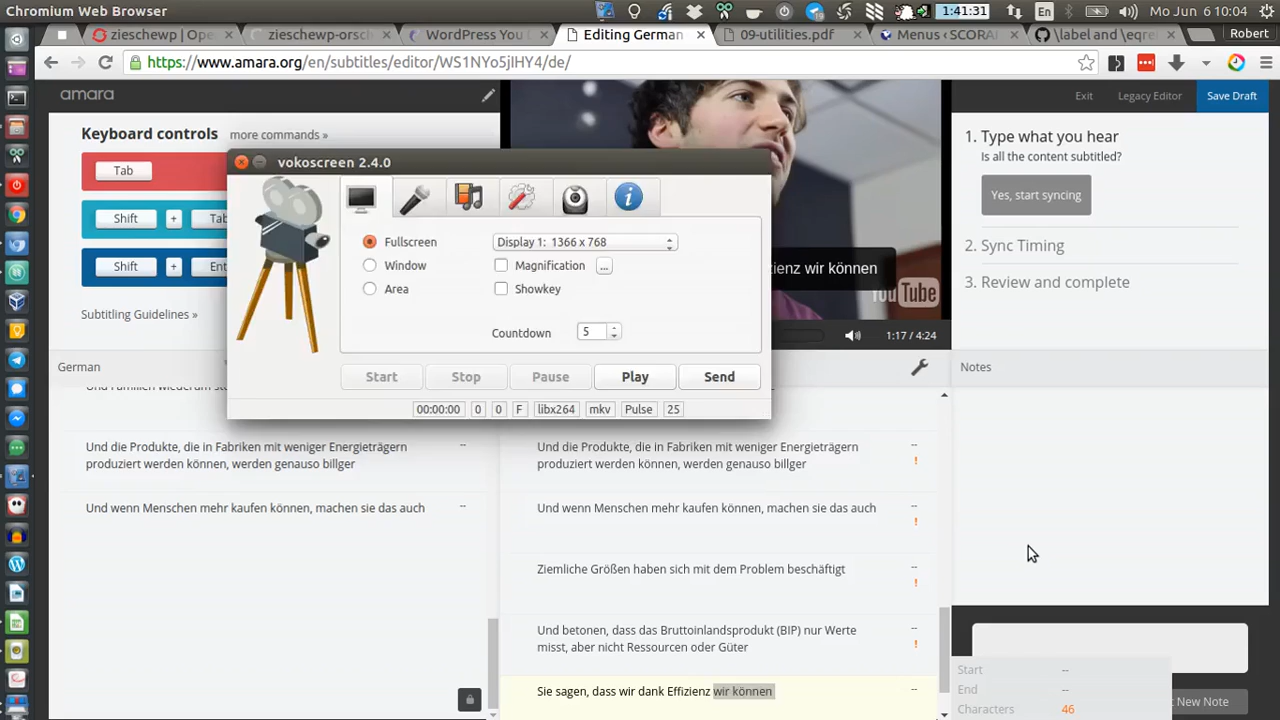 Chromium Web Browser
1:41:31
En
Mo Jun 6 10:04
zieschewp | Op
zieschewp-orsch
WordPress You D
Editing German
09-utilities.pdf
Menus ‹ SCORA
\label and \eqre
Robert
https://www.amara.org/en/subtitles/editor/WS1NYo5jIHY4/de/
amara
Exit
Legacy Editor
Save Draft
Keyboard controls
more commands »
Tab
Shift
+
Tab
Shift
+
Ent
Subtitling Guidelines »
vokoscreen 2.4.0
Fullscreen
Display 1: 1366 x 768
Window
Magnification
...
Area
Showkey
Countdown
5
Start
Stop
Pause
Play
Send
00:00:00
0
0
F
libx264
mkv
Pulse
25
ienz wir können
You Tube
1:17 / 4:24
1. Type what you hear
Is all the content subtitled?
Yes, start syncing
2. Sync Timing
3. Review and complete
German
Notes
Und die Produkte, die in Fabriken mit weniger Energieträgern
produziert werden können, werden genauso billger
--
Und wenn Menschen mehr kaufen können, machen sie das auch
--
Und die Produkte, die in Fabriken mit weniger Energieträgern
produziert werden können, werden genauso billger
--
!
Und wenn Menschen mehr kaufen können, machen sie das auch
--
!
Ziemliche Größen haben sich mit dem Problem beschäftigt
--
!
Und betonen, dass das Bruttoinlandsprodukt (BIP) nur Werte
misst, aber nicht Ressourcen oder Güter
--
!
Sie sagen, dass wir dank Effizienz wir können
--
Start
--
End
--
Characters
46
t New Note